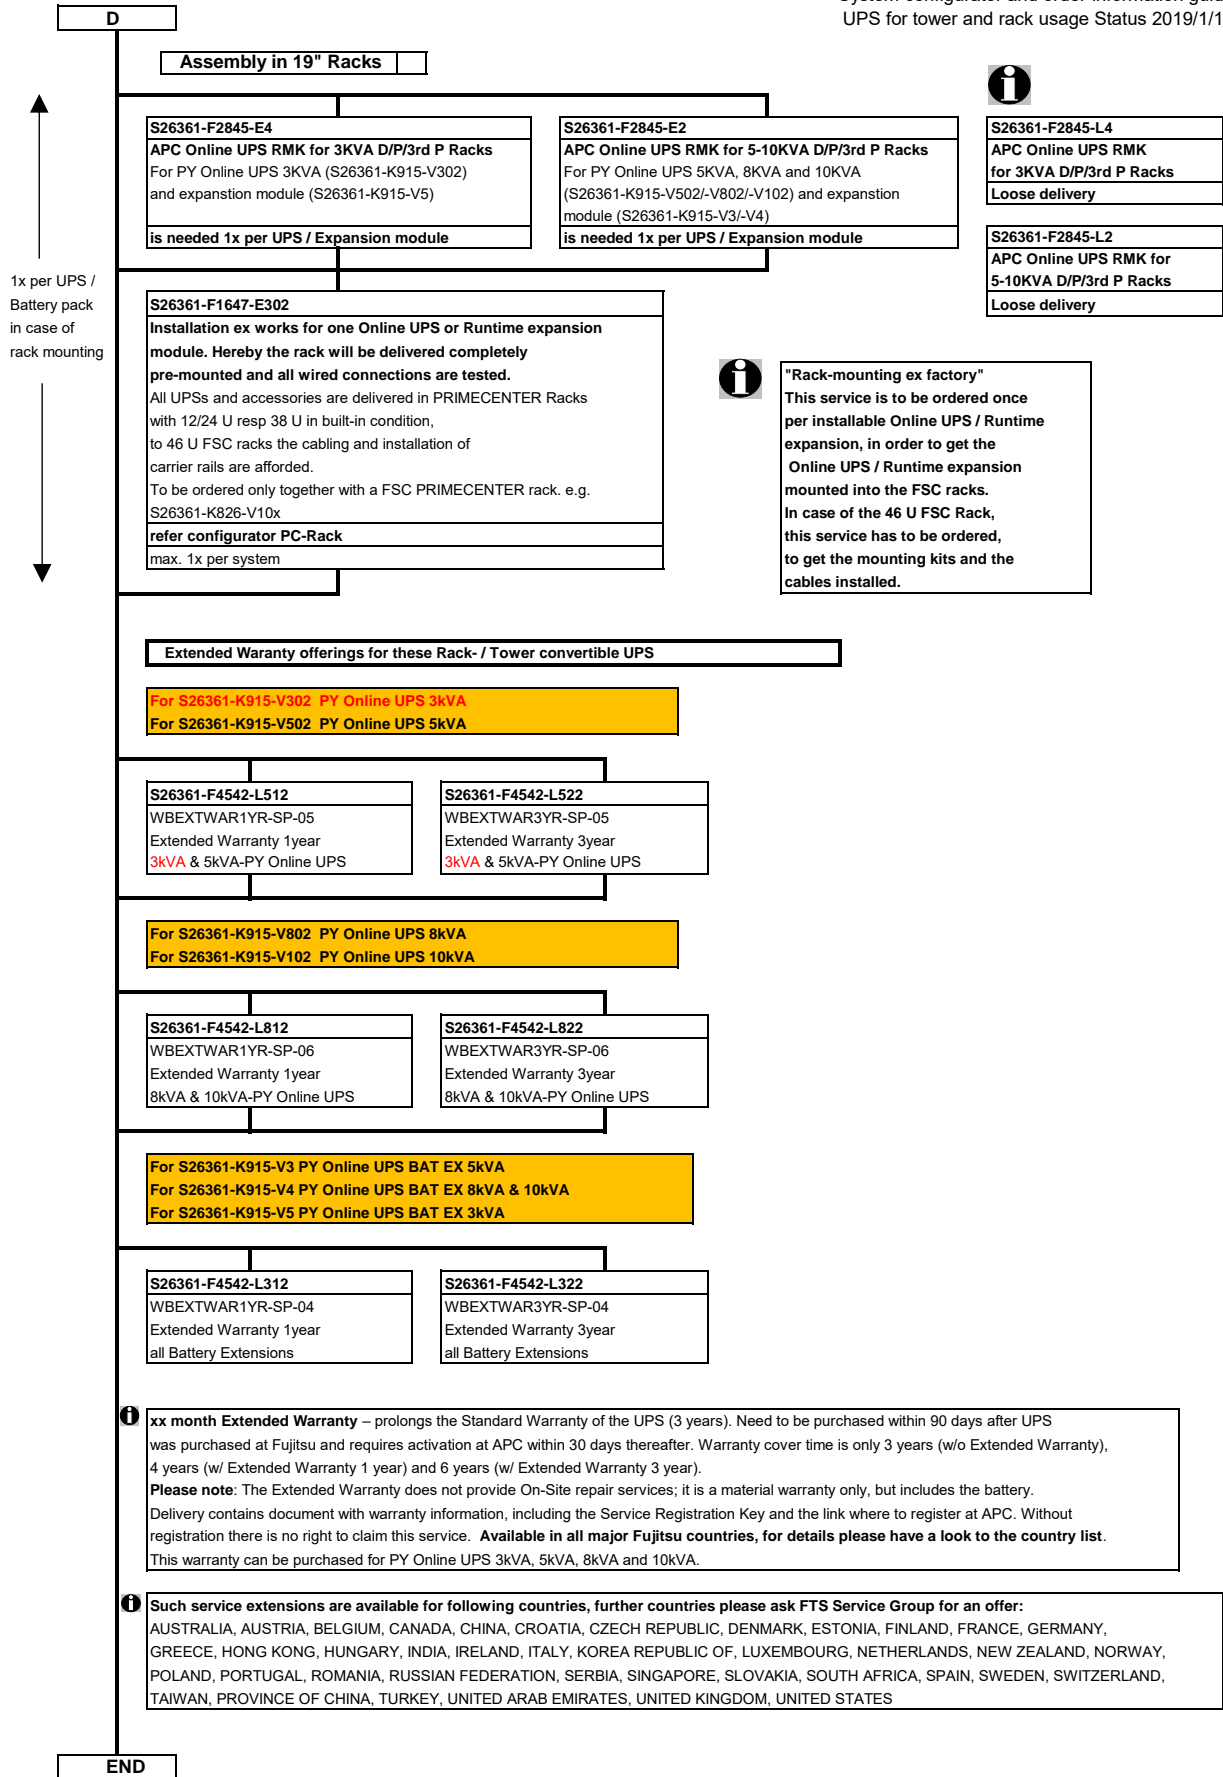 UPS for tower and rack usage Status 2019/1/1
D
Assembly in 19" Racks
S26361-F2845-E4
APC Online UPS RMK for 3KVA D/P/3rd P Racks
For PY Online UPS 3KVA (S26361-K915-V302)
and expanstion module (S26361-K915-V5)
is needed 1x per UPS / Expansion module
S26361-F2845-E2
APC Online UPS RMK for 5-10KVA D/P/3rd P Racks
For PY Online UPS 5KVA, 8KVA and 10KVA
(S26361-K915-V502/-V802/-V102) and expanstion
module (S26361-K915-V3/-V4)
is needed 1x per UPS / Expansion module
S26361-F2845-L4
APC Online UPS RMK
for 3KVA D/P/3rd P Racks
Loose delivery
S26361-F2845-L2
APC Online UPS RMK for
5-10KVA D/P/3rd P Racks
Loose delivery
1x per UPS /
Battery pack
in case of
rack mounting
S26361-F1647-E302
Installation ex works for one Online UPS or Runtime expansion
module. Hereby the rack will be delivered completely
pre-mounted and all wired connections are tested.
All UPSs and accessories are delivered in PRIMECENTER Racks
with 12/24 U resp 38 U in built-in condition,
to 46 U FSC racks the cabling and installation of
carrier rails are afforded.
To be ordered only together with a FSC PRIMECENTER rack. e.g.
S26361-K826-V10x
refer configurator PC-Rack
max. 1x per system
"Rack-mounting ex factory"
This service is to be ordered once
per installable Online UPS / Runtime
expansion, in order to get the
Online UPS / Runtime expansion
mounted into the FSC racks.
In case of the 46 U FSC Rack,
this service has to be ordered,
to get the mounting kits and the
cables installed.
Extended Waranty offerings for these Rack- / Tower convertible UPS
For S26361-K915-V302 PY Online UPS 3kVA
For S26361-K915-V502 PY Online UPS 5kVA
S26361-F4542-L512
WBEXTWAR1YR-SP-05
Extended Warranty 1year
3kVA & 5kVA-PY Online UPS
S26361-F4542-L522
WBEXTWAR3YR-SP-05
Extended Warranty 3year
3kVA & 5kVA-PY Online UPS
For S26361-K915-V802 PY Online UPS 8kVA
For S26361-K915-V102 PY Online UPS 10kVA
S26361-F4542-L812
WBEXTWAR1YR-SP-06
Extended Warranty 1year
8kVA & 10kVA-PY Online UPS
S26361-F4542-L822
WBEXTWAR3YR-SP-06
Extended Warranty 3year
8kVA & 10kVA-PY Online UPS
For S26361-K915-V3 PY Online UPS BAT EX 5kVA
For S26361-K915-V4 PY Online UPS BAT EX 8kVA & 10kVA
For S26361-K915-V5 PY Online UPS BAT EX 3kVA
S26361-F4542-L312
WBEXTWAR1YR-SP-04
Extended Warranty 1year
all Battery Extensions
S26361-F4542-L322
WBEXTWAR3YR-SP-04
Extended Warranty 3year
all Battery Extensions
xx month Extended Warranty – prolongs the Standard Warranty of the UPS (3 years). Need to be purchased within 90 days after UPS
was purchased at Fujitsu and requires activation at APC within 30 days thereafter. Warranty cover time is only 3 years (w/o Extended Warranty),
4 years (w/ Extended Warranty 1 year) and 6 years (w/ Extended Warranty 3 year).
Please note: The Extended Warranty does not provide On-Site repair services; it is a material warranty only, but includes the battery.
Delivery contains document with warranty information, including the Service Registration Key and the link where to register at APC. Without
registration there is no right to claim this service. Available in all major Fujitsu countries, for details please have a look to the country list.
This warranty can be purchased for PY Online UPS 3kVA, 5kVA, 8kVA and 10kVA.
Such service extensions are available for following countries, further countries please ask FTS Service Group for an offer:
AUSTRALIA, AUSTRIA, BELGIUM, CANADA, CHINA, CROATIA, CZECH REPUBLIC, DENMARK, ESTONIA, FINLAND, FRANCE, GERMANY,
GREECE, HONG KONG, HUNGARY, INDIA, IRELAND, ITALY, KOREA REPUBLIC OF, LUXEMBOURG, NETHERLANDS, NEW ZEALAND, NORWAY,
POLAND, PORTUGAL, ROMANIA, RUSSIAN FEDERATION, SERBIA, SINGAPORE, SLOVAKIA, SOUTH AFRICA, SPAIN, SWEDEN, SWITZERLAND,
TAIWAN, PROVINCE OF CHINA, TURKEY, UNITED ARAB EMIRATES, UNITED KINGDOM, UNITED STATES
END